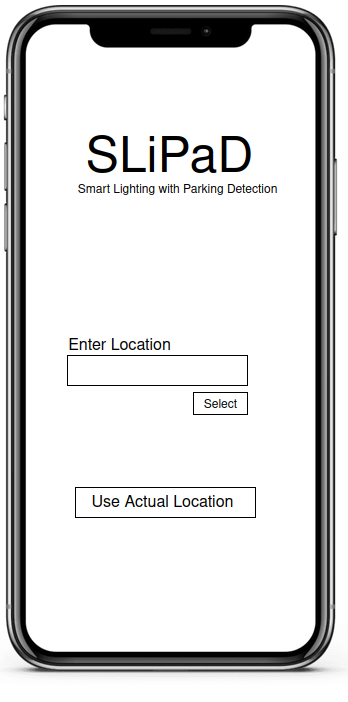 SLiPaD
Smart Lighting with Parking Detection
Enter Location
Select
Use Actual Location